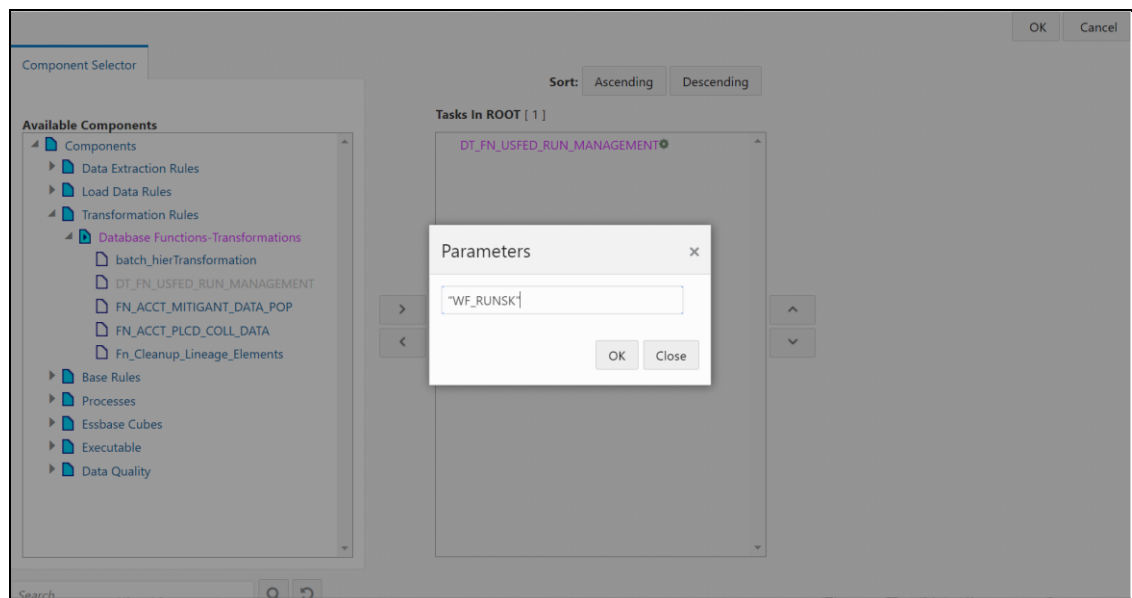 OK Cancel
Component Selector
Sort: Ascending Descending
Tasks In ROOT [ 1 ]
Available Components
Components
Data Extraction Rules
Load Data Rules
Transformation Rules
Database Functions-Transformations
batch_hierTransformation
DT_FN_USFED_RUN_MANAGEMENT
FN_ACCT_MITIGANT_DATA_POP
FN_ACCT_PLCD_COLL_DATA
Fn_Cleanup_Lineage_Elements
Base Rules
Processes
Essbase Cubes
Executable
Data Quality
Search
DT_FN_USFED_RUN_MANAGEMENT
Parameters ×
"WF_RUNSK"
OK Close